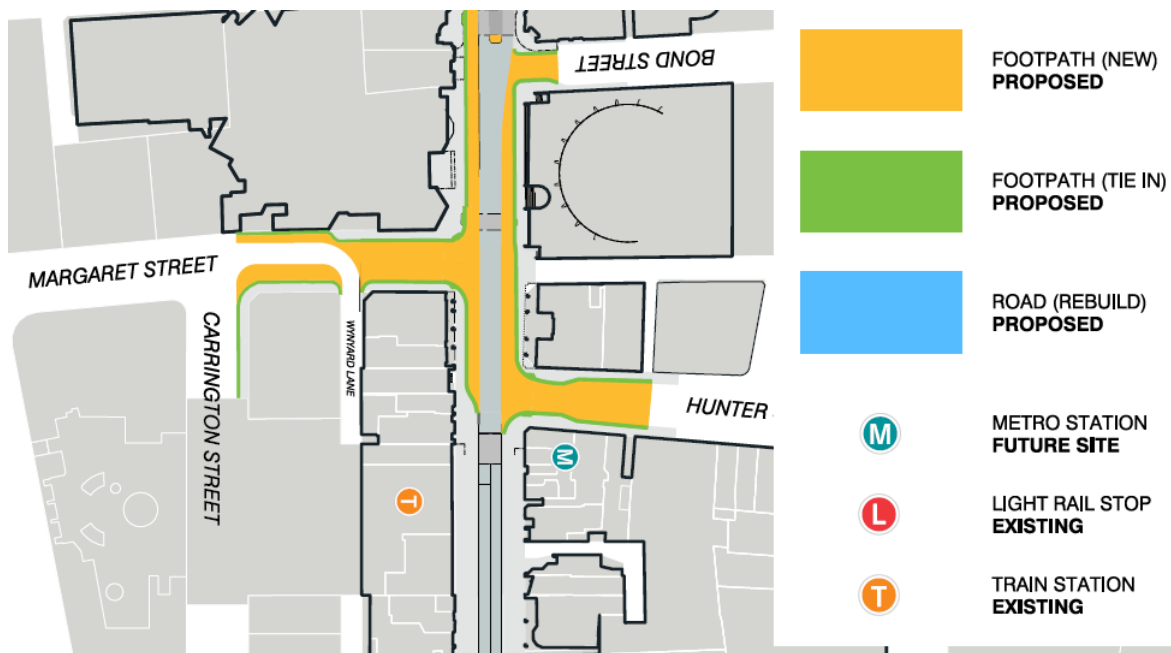 BOND STREET
MARGARET STREET
CARRINGTON STREET
WYNYARD LANE
HUNTER
T
M
FOOTPATH (NEW)
PROPOSED
FOOTPATH (TIE IN)
PROPOSED
ROAD (REBUILD)
PROPOSED
M
METRO STATION
FUTURE SITE
L
LIGHT RAIL STOP
EXISTING
T
TRAIN STATION
EXISTING